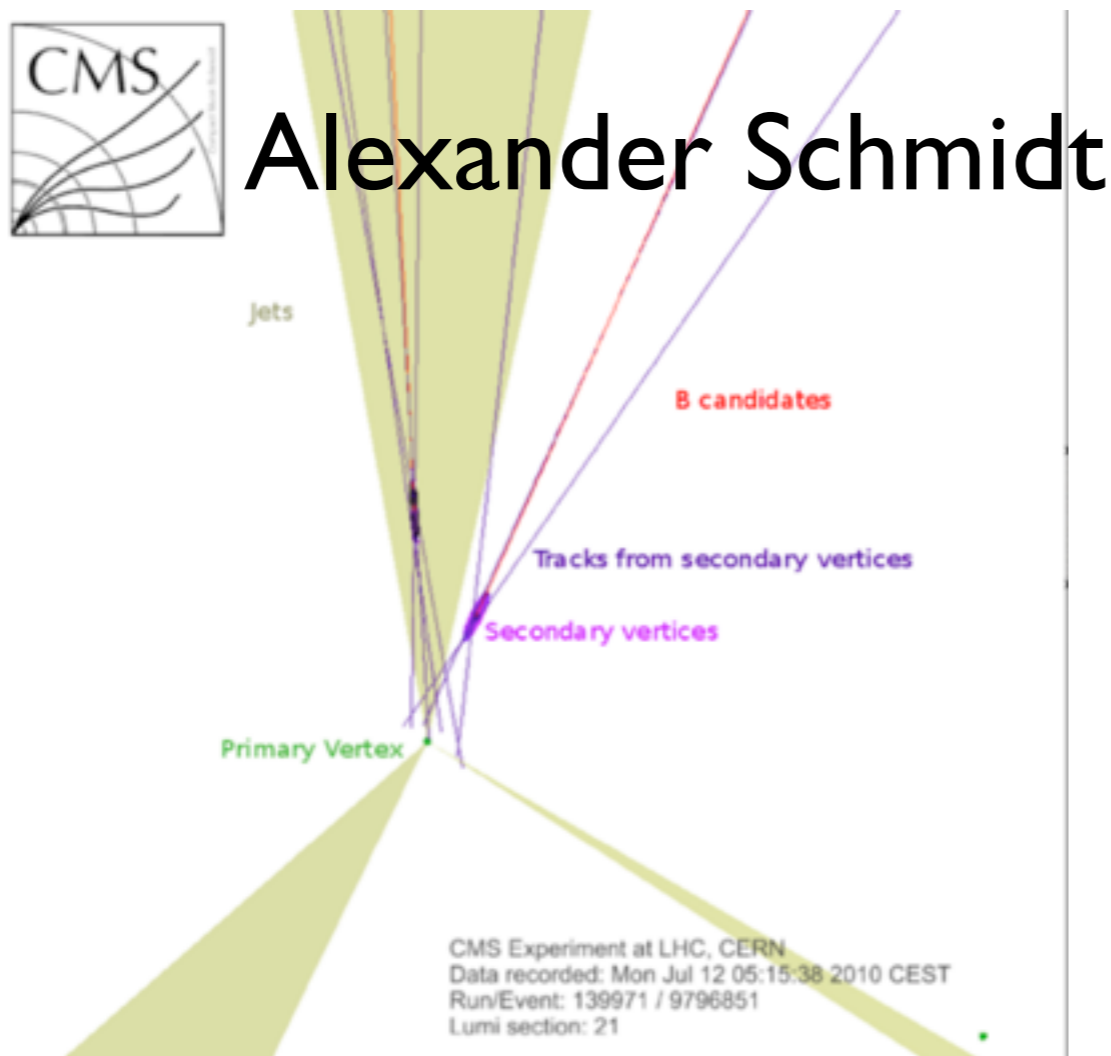 CMS
Alexander Schmidt
Jets
B candidates
Tracks from secondary vertices
Secondary vertices
Primary Vertex
CMS Experiment at LHC, CERN
Data recorded: Mon Jul 12 05:15:38 2010 CEST
Run/Event: 139971 / 9796851
Lumi section: 21